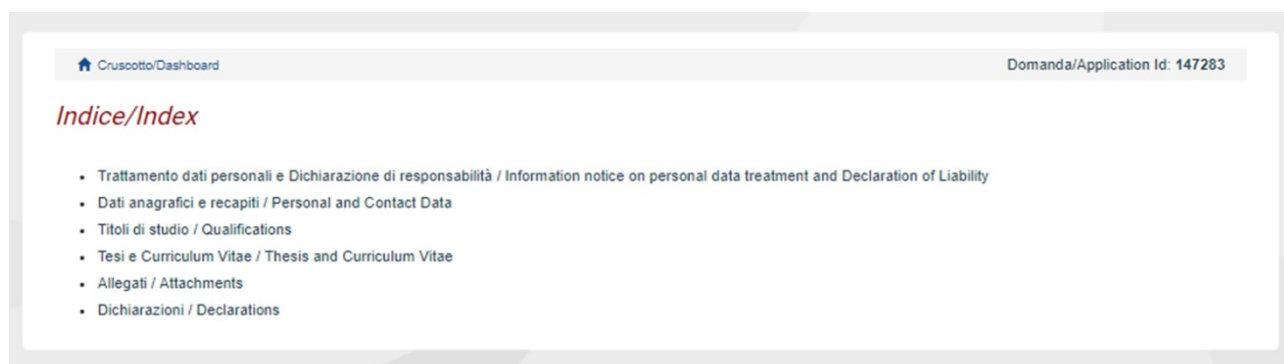 Cruscotto/Dashboard Domanda/Application Id: 147283
Indice/Index
Trattamento dati personali e Dichiarazione di responsabilità / Information notice on personal data treatment and Declaration of Liability
Dati anagrafici e recapiti / Personal and Contact Data
Titoli di studio / Qualifications
Tesi e Curriculum Vitae / Thesis and Curriculum Vitae
Allegati / Attachments
Dichiarazioni / Declarations